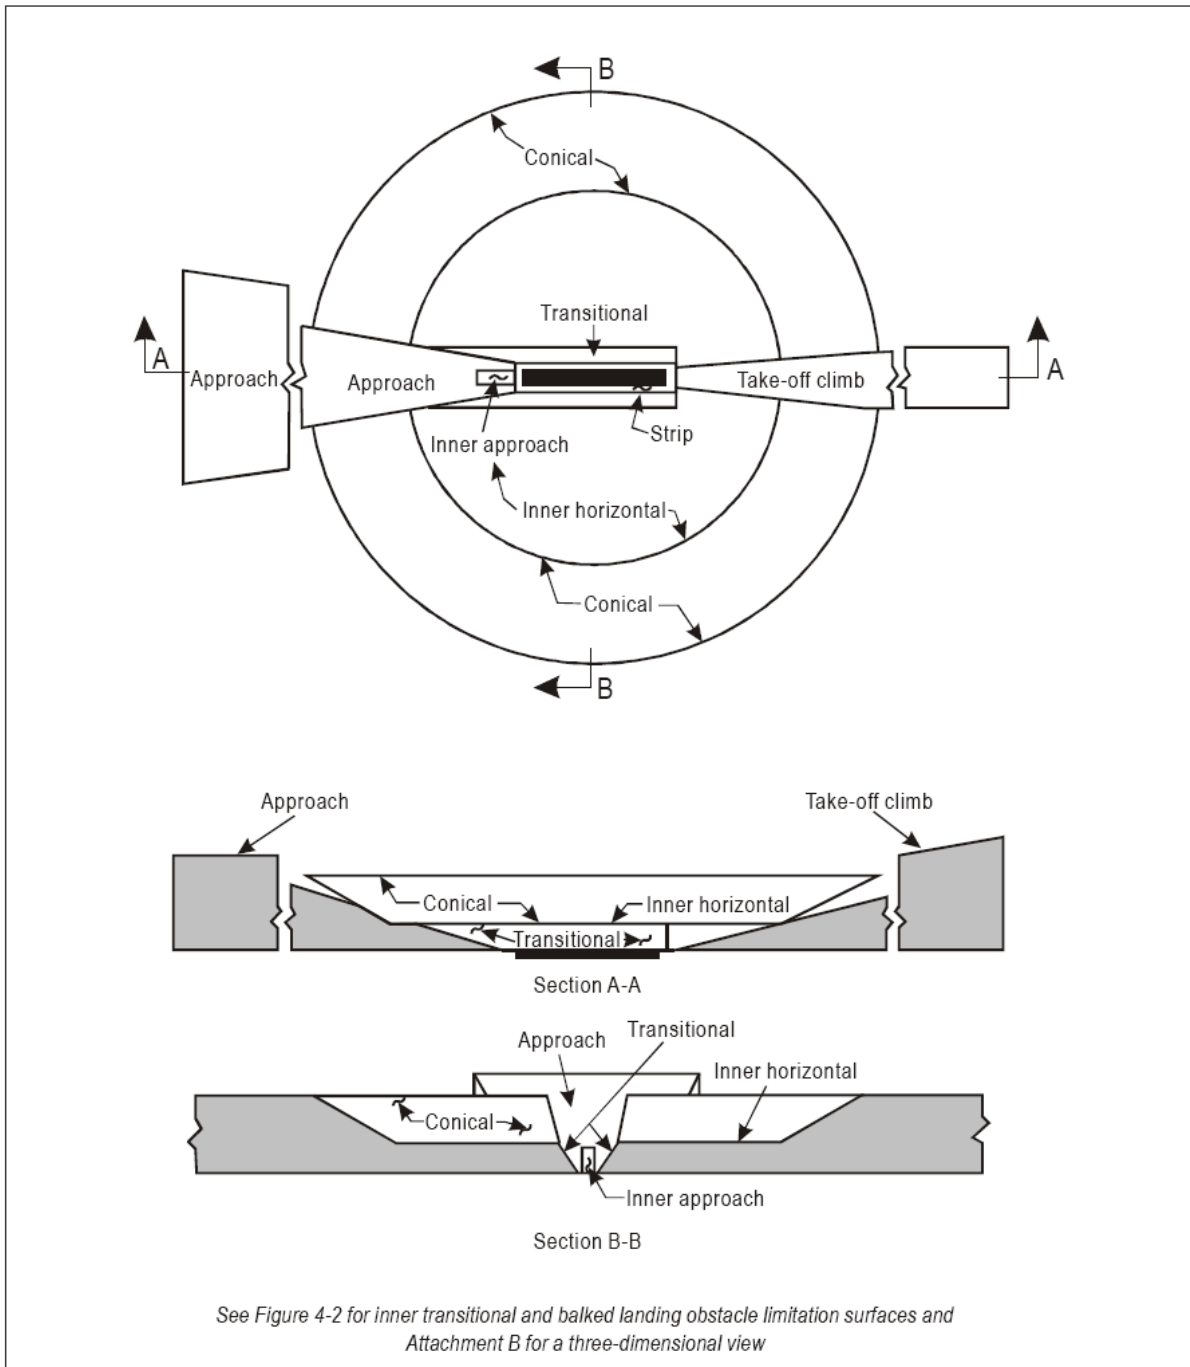 B
Conical
Transitional
A
Approach
Approach
Take-off climb
A
Inner approach
Strip
Inner horizontal
Conical
B
Approach
Take-off climb
Conical
Inner horizontal
Transitional
Section A-A
Transitional
Approach
Inner horizontal
Conical
Inner approach
Section B-B
See Figure 4-2 for inner transitional and balked landing obstacle limitation surfaces and
Attachment B for a three-dimensional view